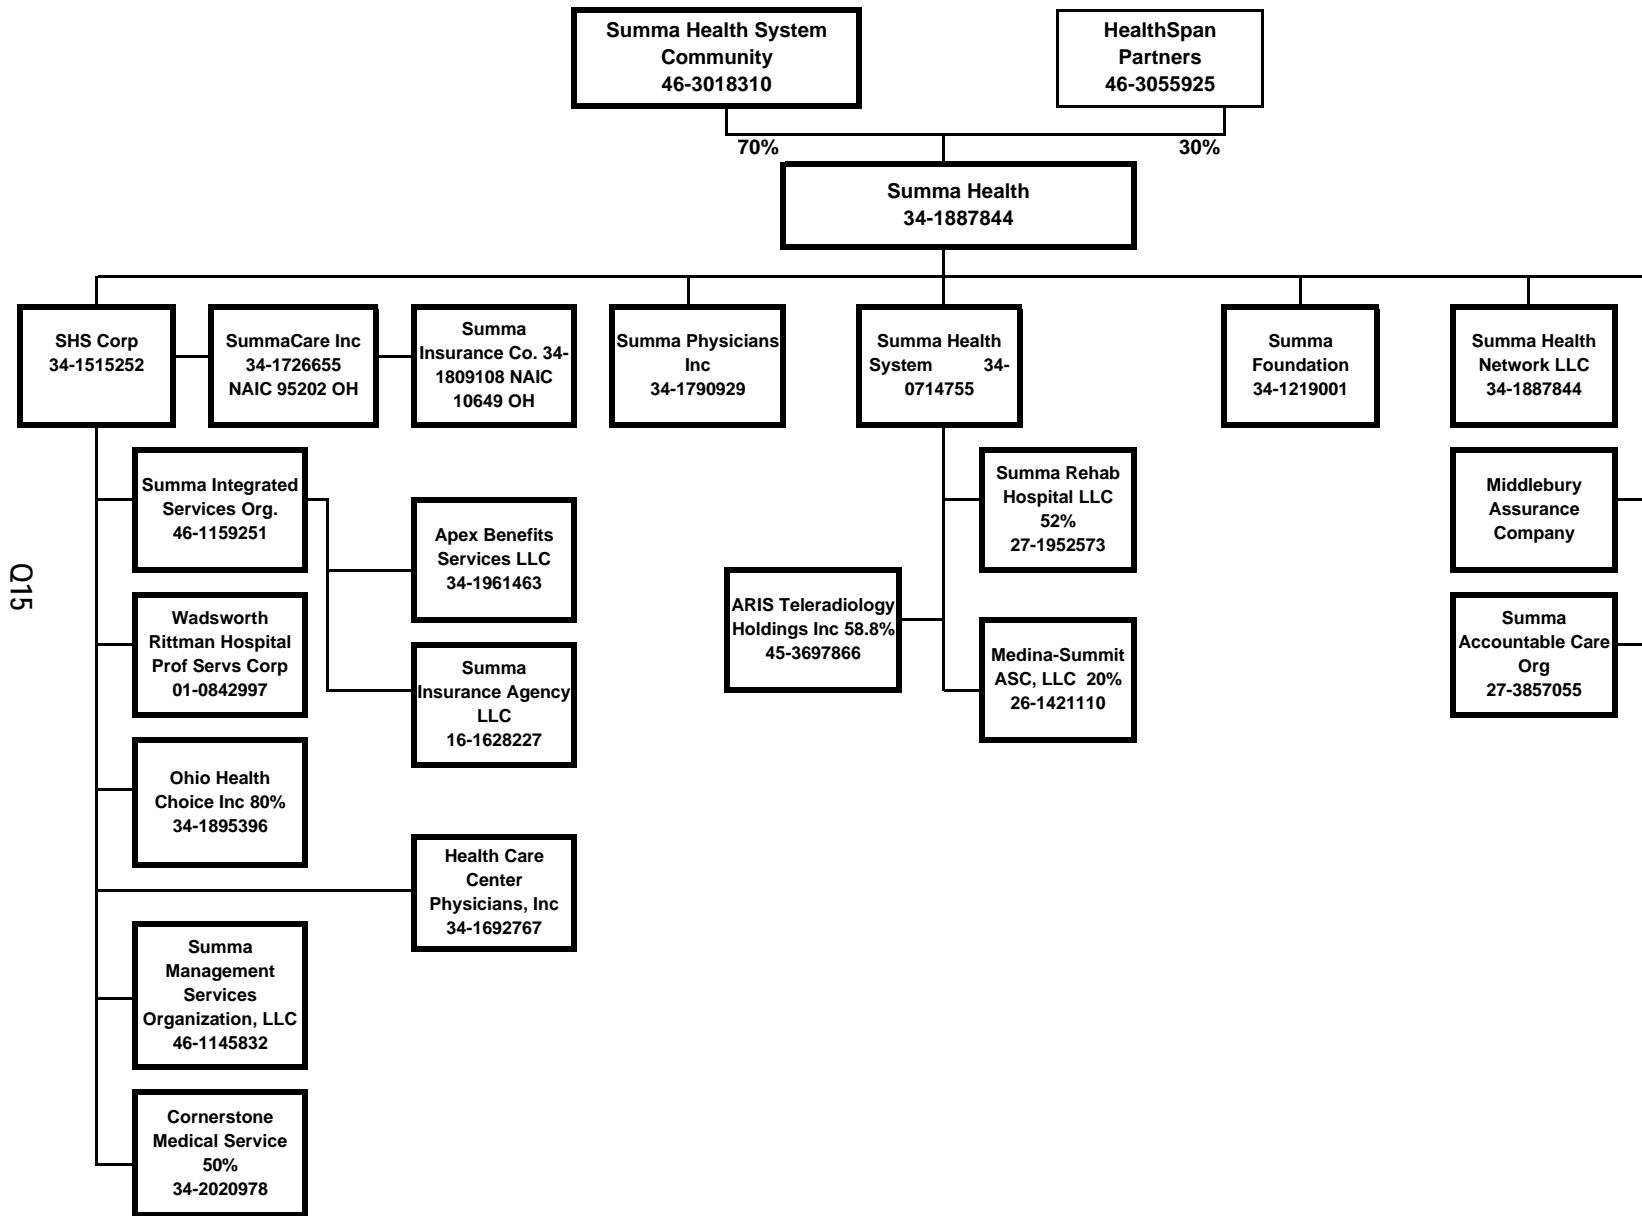 Summa Health System
Community
46-3018310
HealthSpan
Partners
46-3055925
70%
30%
Summa Health
34-1887844
SHS Corp
34-1515252
SummaCare Inc
34-1726655
NAIC 95202 OH
Summa
Insurance Co. 34-
1809108 NAIC
10649 OH
Summa Physicians
Inc
34-1790929
Summa Health
System 34-
0714755
Summa
Foundation
34-1219001
Summa Health
Network LLC
34-1887844
Summa Integrated
Services Org.
46-1159251
Apex Benefits
Services LLC
34-1961463
Summa Rehab
Hospital LLC
52%
27-1952573
Middlebury
Assurance
Company
Q15
Wadsworth
Rittman Hospital
Prof Servs Corp
01-0842997
Summa
Insurance Agency
LLC
16-1628227
ARIS Teleradiology
Holdings Inc 58.8%
45-3697866
Medina-Summit
ASC, LLC 20%
26-1421110
Summa
Accountable Care
Org
27-3857055
Ohio Health
Choice Inc 80%
34-1895396
Health Care
Center
Physicians, Inc
34-1692767
Summa
Management
Services
Organization, LLC
46-1145832
Cornerstone
Medical Service
50%
34-2020978